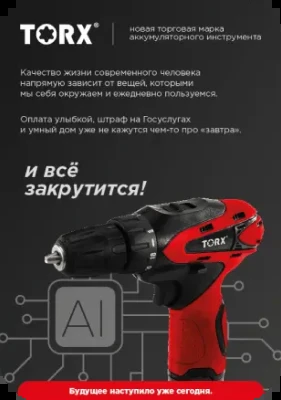 TORX®
новая торговая марка
аккумуляторного инструмента
Качество жизни современного человека
напрямую зависит от вещей, которыми
мы себя окружаем и ежедневно пользуемся.
Оплата улыбкой, штраф на Госуслугах
и умный дом уже не кажутся чем-то про «завтра».
и всё
закрутится!
TORX
AI
Будущее наступило уже сегодня.